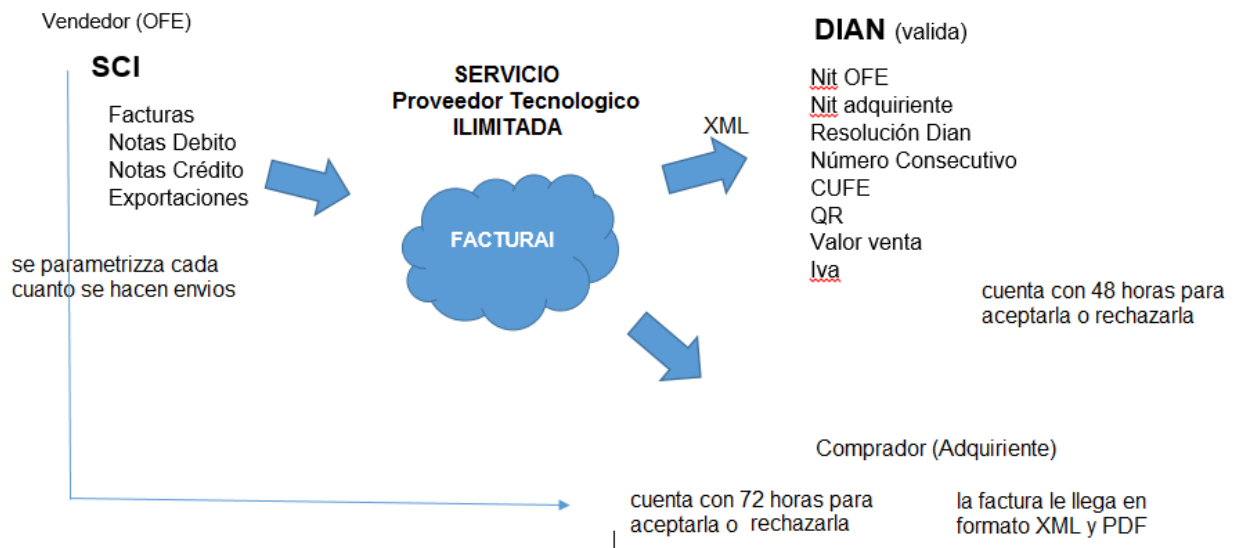 Vendedor (OFE)
SCI
Facturas
Notas Debito
Notas Crédito
Exportaciones
se parametrizza cada
cuanto se hacen envios
SERVICIO
Proveedor Tecnologico
ILIMITADA
FACTURAI
XML
DIAN (valida)
Nit OFE
Nit adquiriente
Resolución Dian
Número Consecutivo
CUFE
QR
Valor venta
Iva
cuenta con 48 horas para
aceptarla o rechazarla
Comprador (Adquiriente)
cuenta con 72 horas para
aceptarla o rechazarla
la factura le llega en
formato XML y PDF